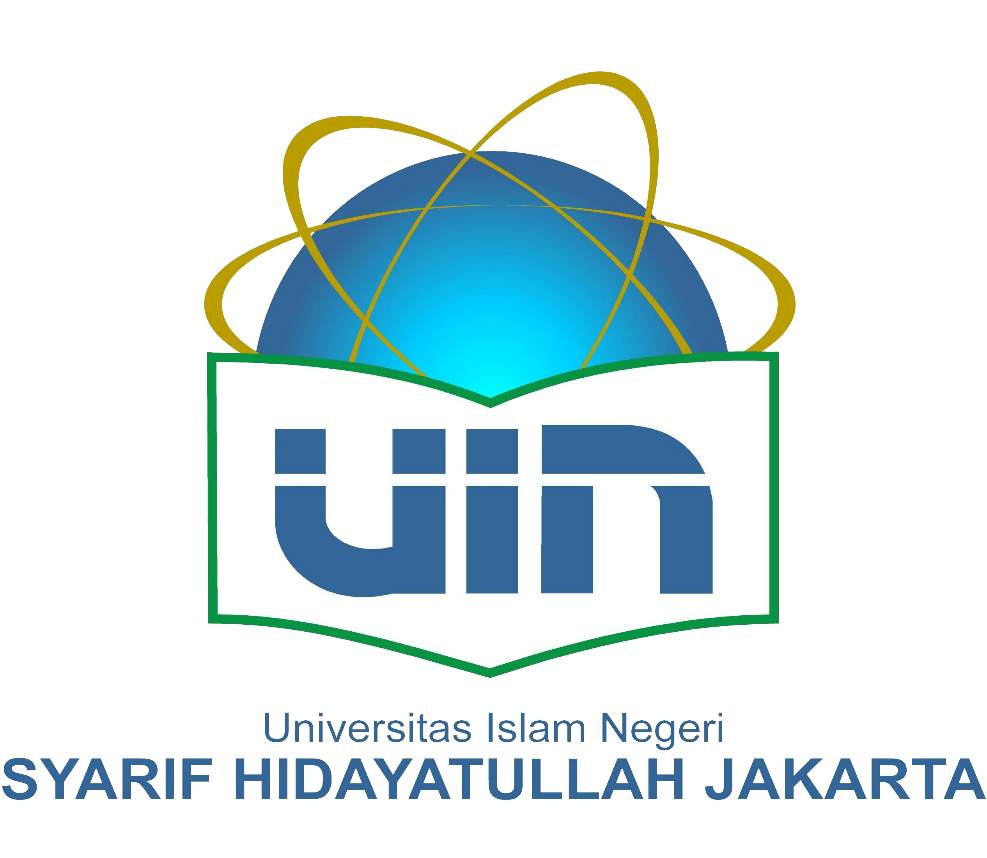 UIN
Universitas Islam Negeri
SYARIF HIDAYATULLAH JAKARTA